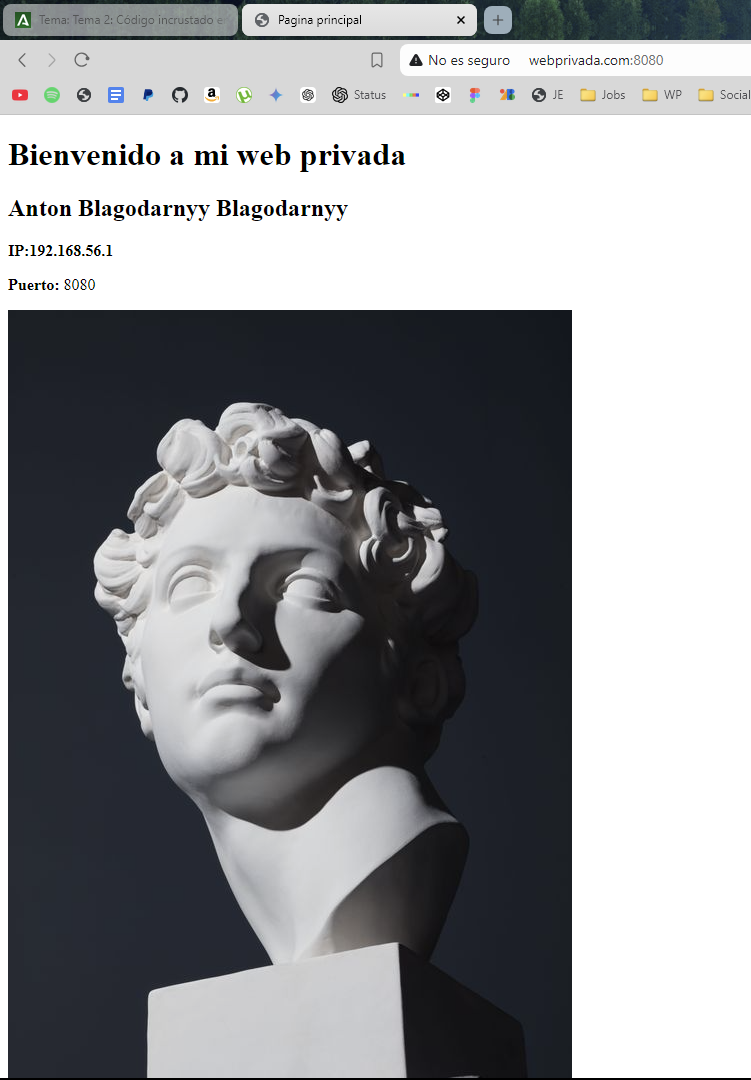 Tema: Tema 2: Código incrustado en
Pagina principal
No es seguro webprivada.com:8080
Status
JE
Jobs
WP
Social
Bienvenido a mi web privada
Anton Blagodarnyy Blagodarnyy
IP:192.168.56.1
Puerto: 8080